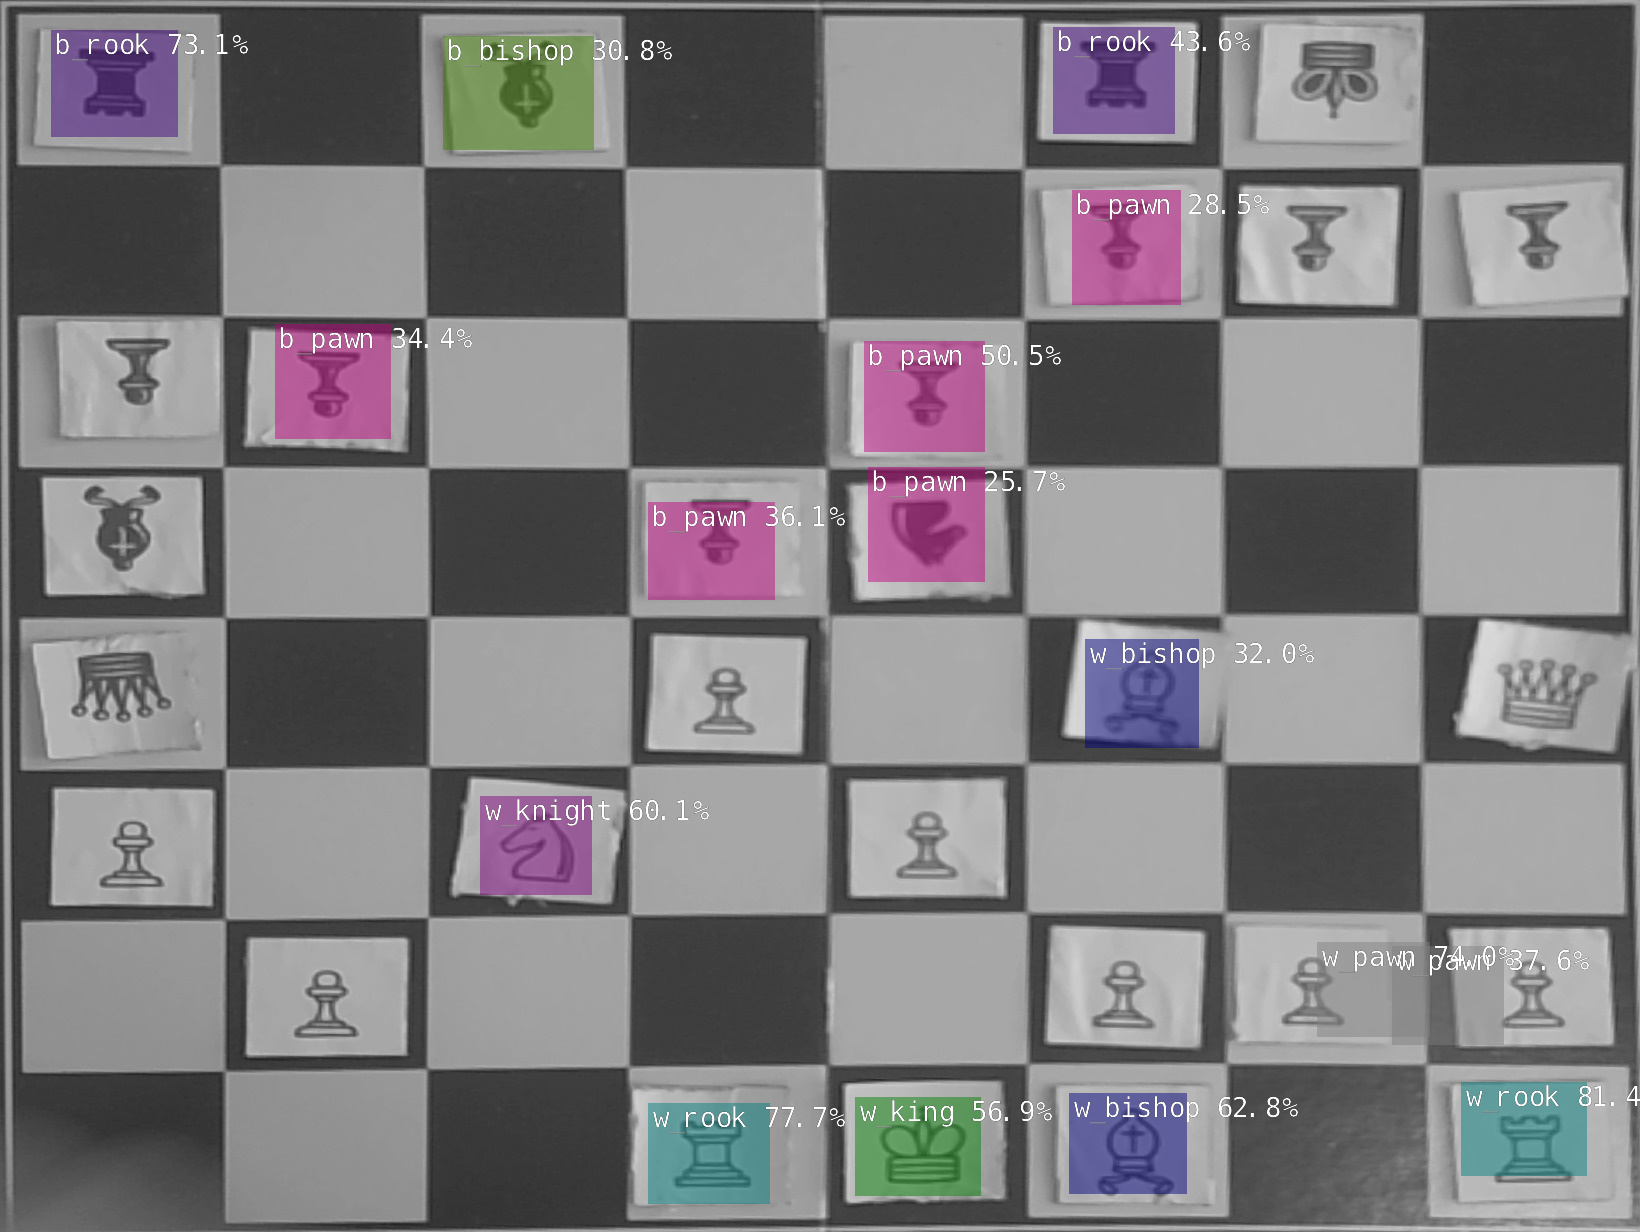 b_rook 73.1%
b_bishop 30.8%
b_rook 43.6%
b_pawn 28.5%
b_pawn 34.4%
b_pawn 50.5%
b_pawn 36.1%
b_pawn 25.7%
w_bishop 32.0%
w_knight 60.1%
w_pawn 74.0%
w_pawn 37.6%
w_rook 77.7%
w_king 56.9%
w_bishop 62.8%
w_rook 81.4